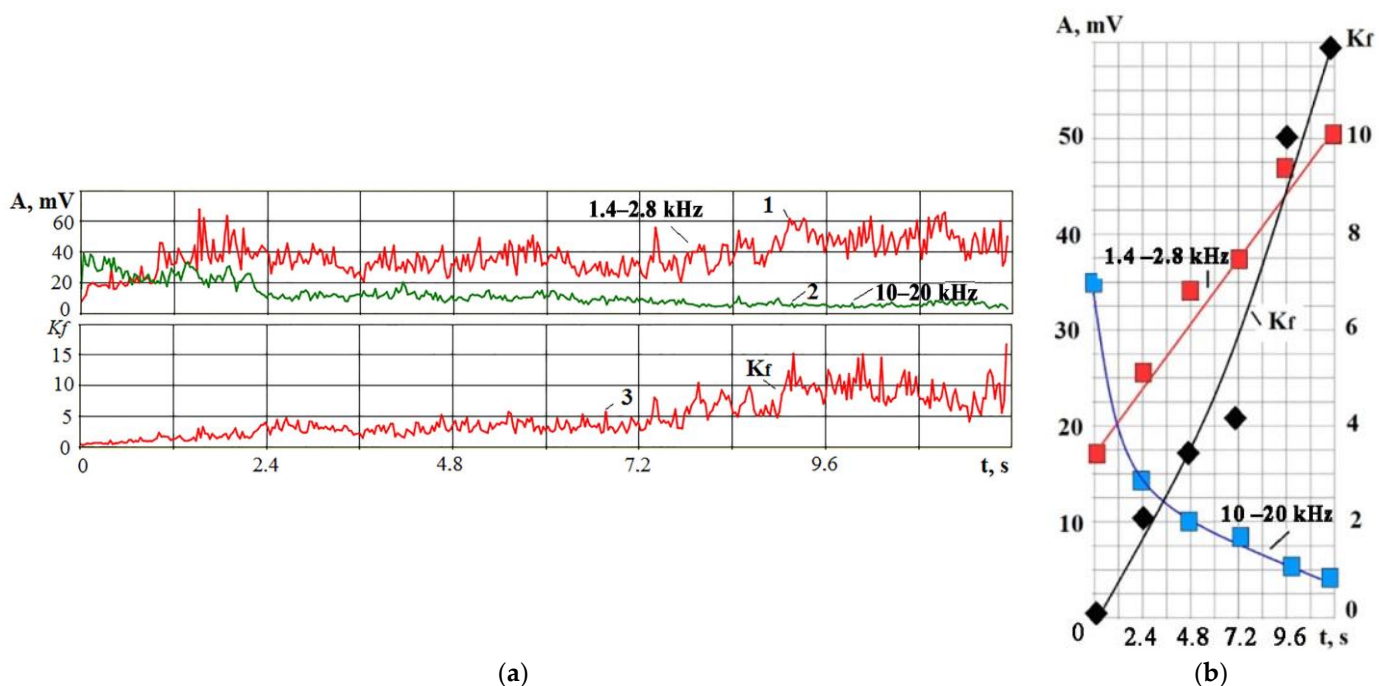 A, mV
60
40
20
0
1.4–2.8 kHz
1
2
10–20 kHz
Kf
15
10
5
0
3
Kf
0
2.4
4.8
7.2
9.6
t, s
(a)
A, mV
Kf
50
40
30
20
10
0
10
8
6
4
2
0
1.4 –2.8 kHz
Kf
10 –20 kHz
2.4
4.8
7.2
9.6
t, s
(b)